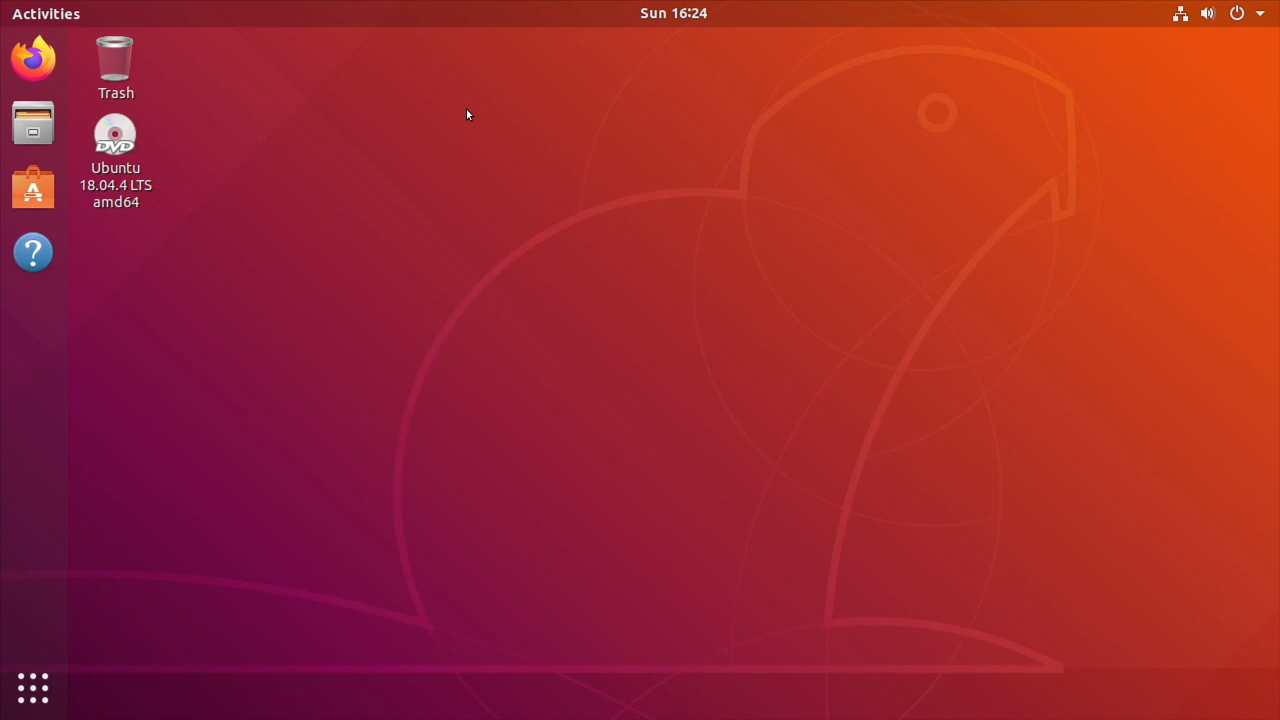 Activities
Sun 16:24
Trash
DVD
Ubuntu
18.04.4 LTS
amd64
?